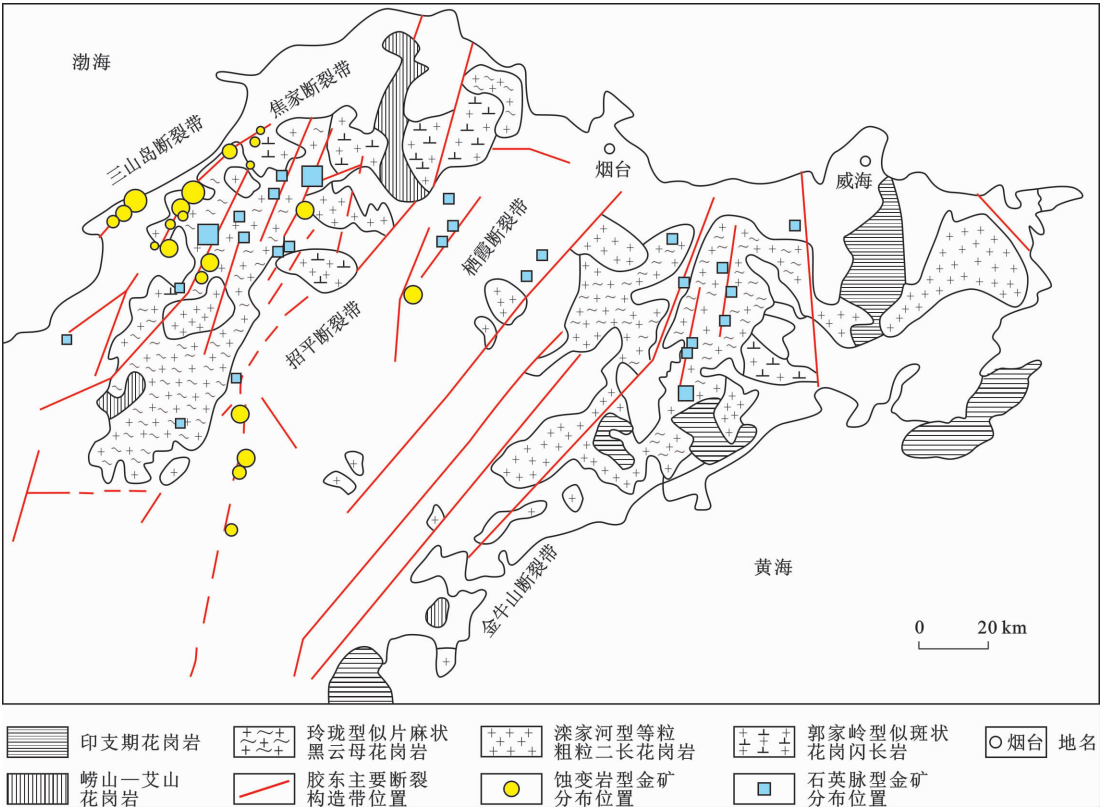 渤海
焦家断裂带
三山岛断裂带
烟台
威海
栖霞断裂带
招平断裂带
金牛山断裂带
黄海
0 20 km
印支期花岗岩
玲珑型似片麻状
黑云母花岗岩
滦家河型等粒
粗粒二长花岗岩
郭家岭型似斑状
花岗闪长岩
烟台 地名
崂山—艾山
花岗岩
胶东主要断裂
构造带位置
蚀变岩型金矿
分布位置
石英脉型金矿
分布位置